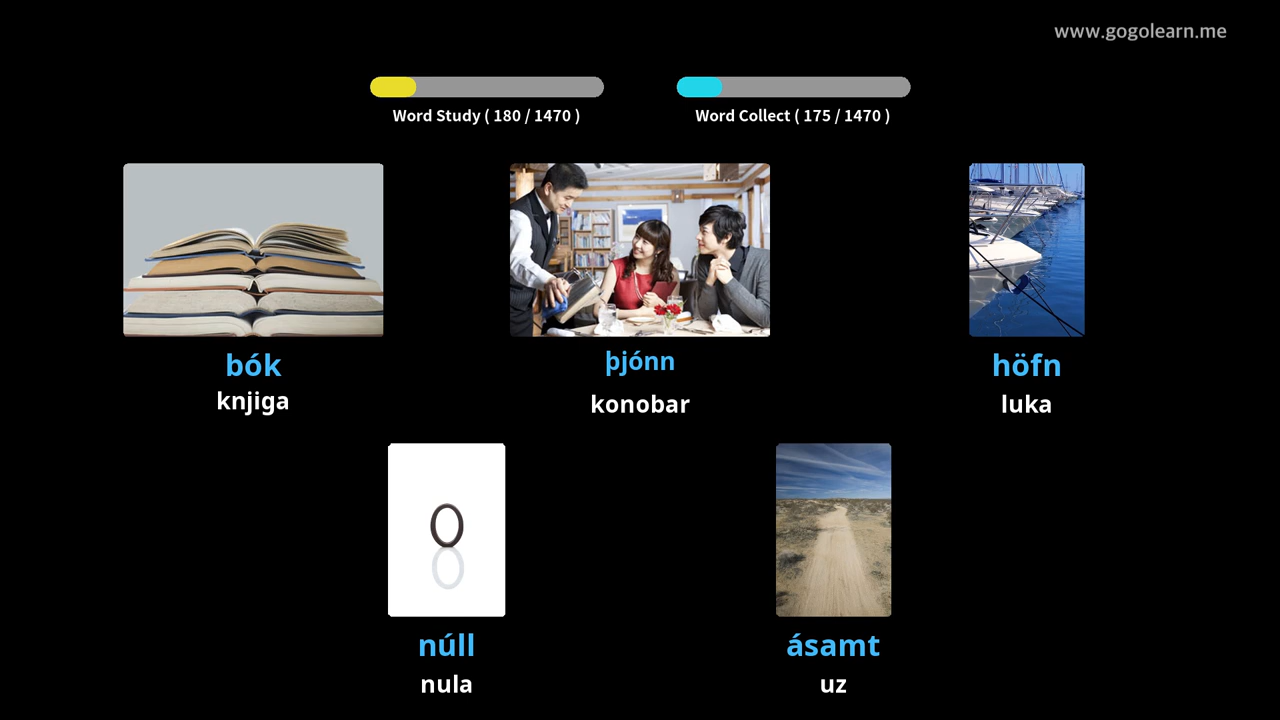 www.gogolearn.me
Word Study ( 180 / 1470 )
Word Collect ( 175 / 1470 )
bók
knjiga
þjónn
konobar
höfn
luka
núll
nula
ásamt
uz